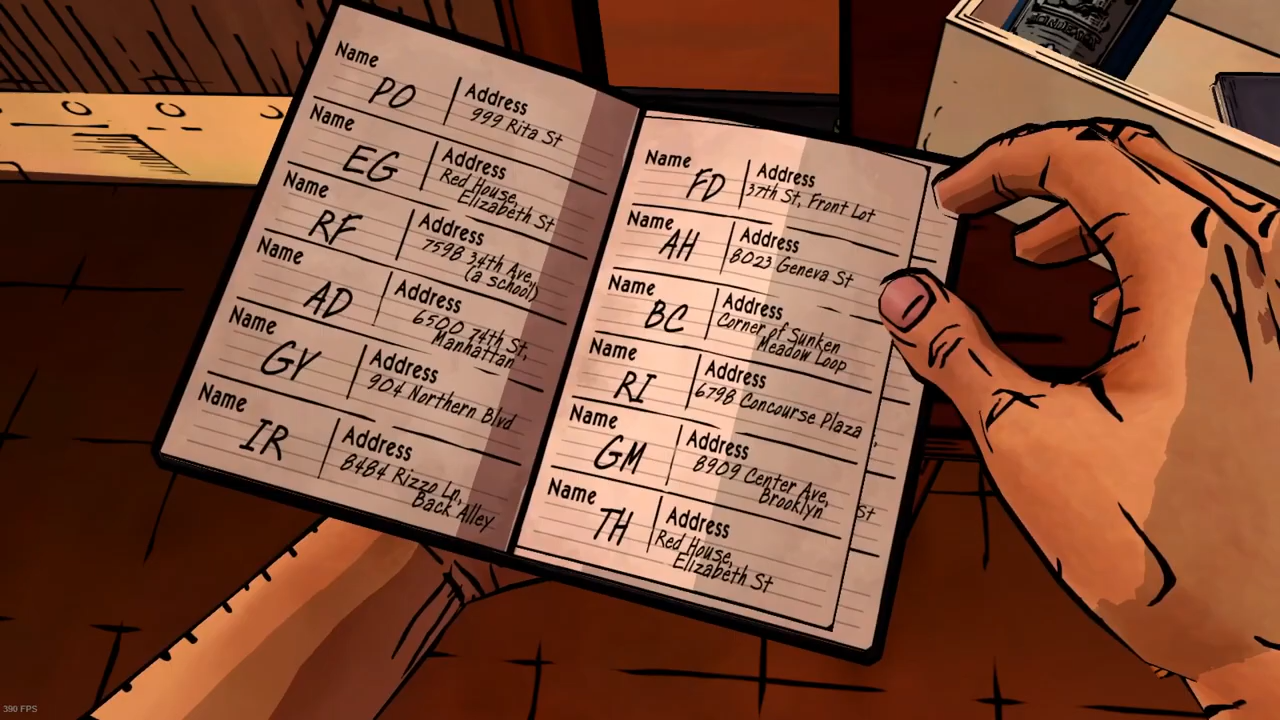 Name
PO
Address
999 Rita St
Name
EG
Address
Red House,
Elizabeth St
Name
RF
Address
7598 34th Ave,
(a school)
Name
AD
Address
6500 74th St,
Manhattan
Name
GY
Address
904 Northern Blvd
Name
IR
Address
8484 Rizzo Ln,
Back Alley
Name
FD
Address
37th St, Front Lot
Name
AH
Address
8023 Geneva St
Name
BC
Address
Corner of Sunken
Meadow Loop
Name
RI
Address
6798 Concourse Plaza
Name
GM
Address
8909 Center Ave,
Brooklyn
Name
TH
Address
Red House,
Elizabeth St
St
390 FPS